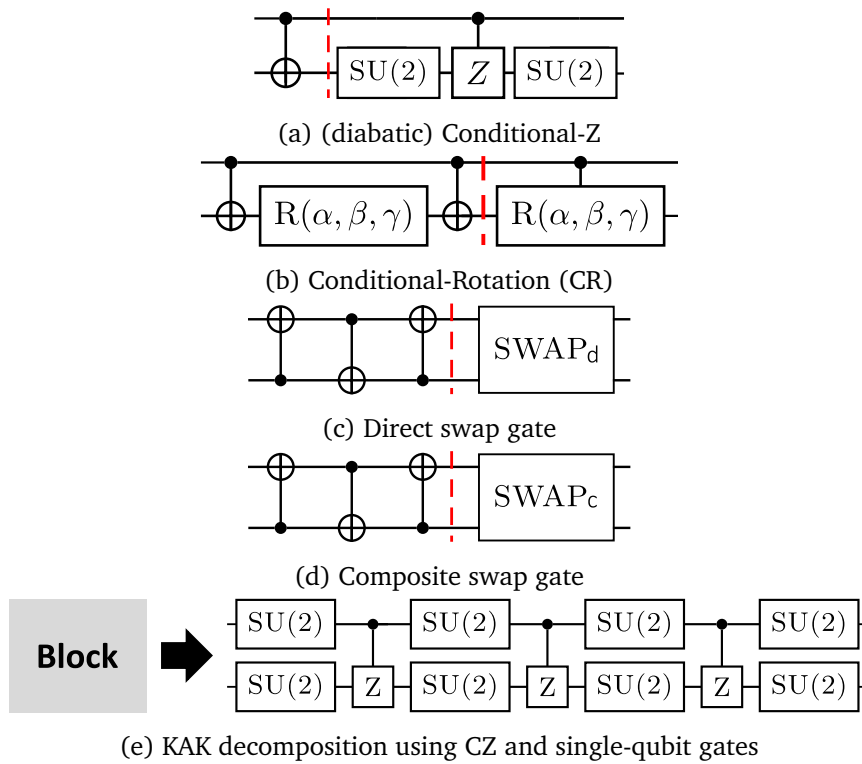 SU(2) Z SU(2)
(a) (diabatic) Conditional-Z
R(α, β, γ) R(α, β, γ)
(b) Conditional-Rotation (CR)
SWAPd
(c) Direct swap gate
SWAPc
(d) Composite swap gate
SU(2) SU(2) SU(2) SU(2)
Block
SU(2) Z SU(2) Z SU(2) Z SU(2)
(e) KAK decomposition using CZ and single-qubit gates